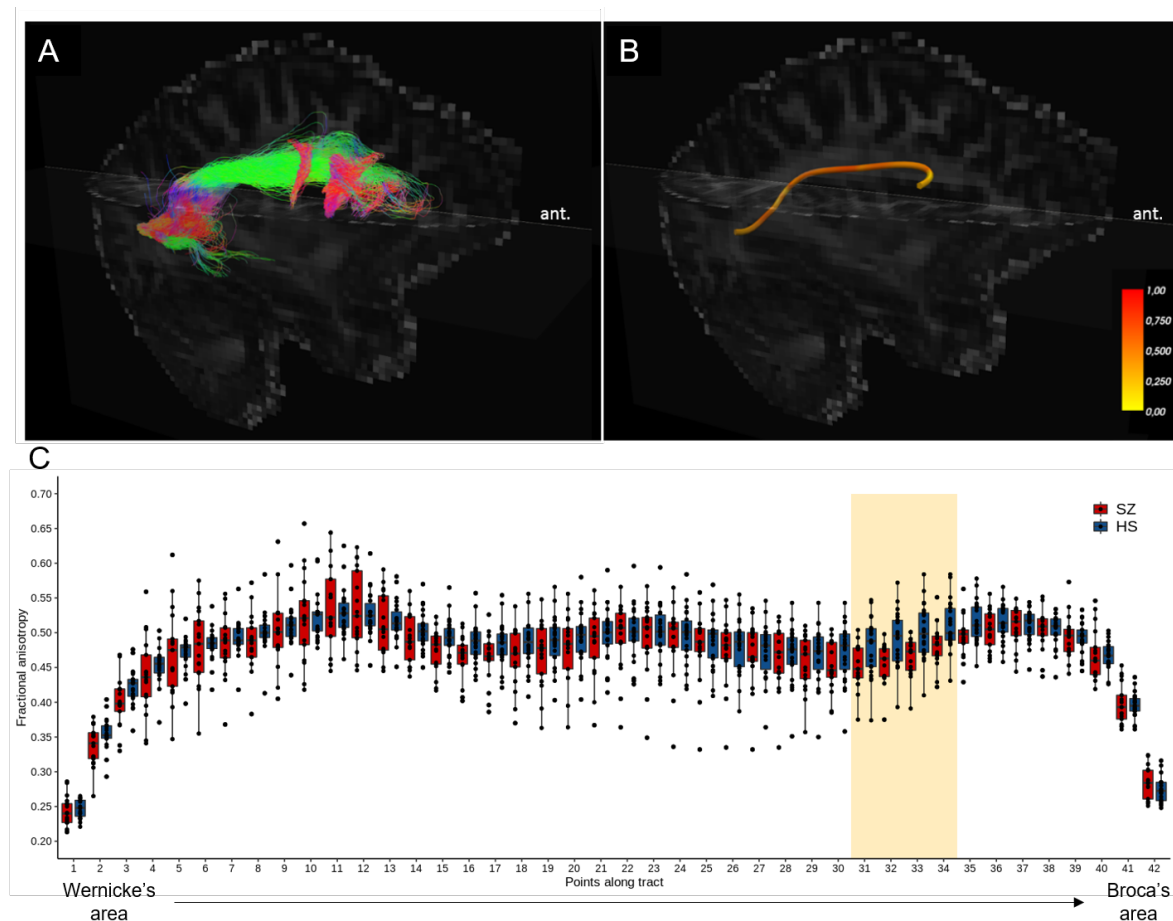 A
B
ant.
ant.
1,00
0,750
0,500
0,250
0,00
C
SZ
HS
Fractional anisotropy
0.70
0.65
0.60
0.55
0.50
0.45
0.40
0.35
0.30
0.25
0.20
1 2 3 4 5 6 7 8 9 10 11 12 13 14 15 16 17 18 19 20 21 22 23 24 25 26 27 28 29 30 31 32 33 34 35 36 37 38 39 40 41 42
Points along tract
Wernicke's
area
Broca's
area